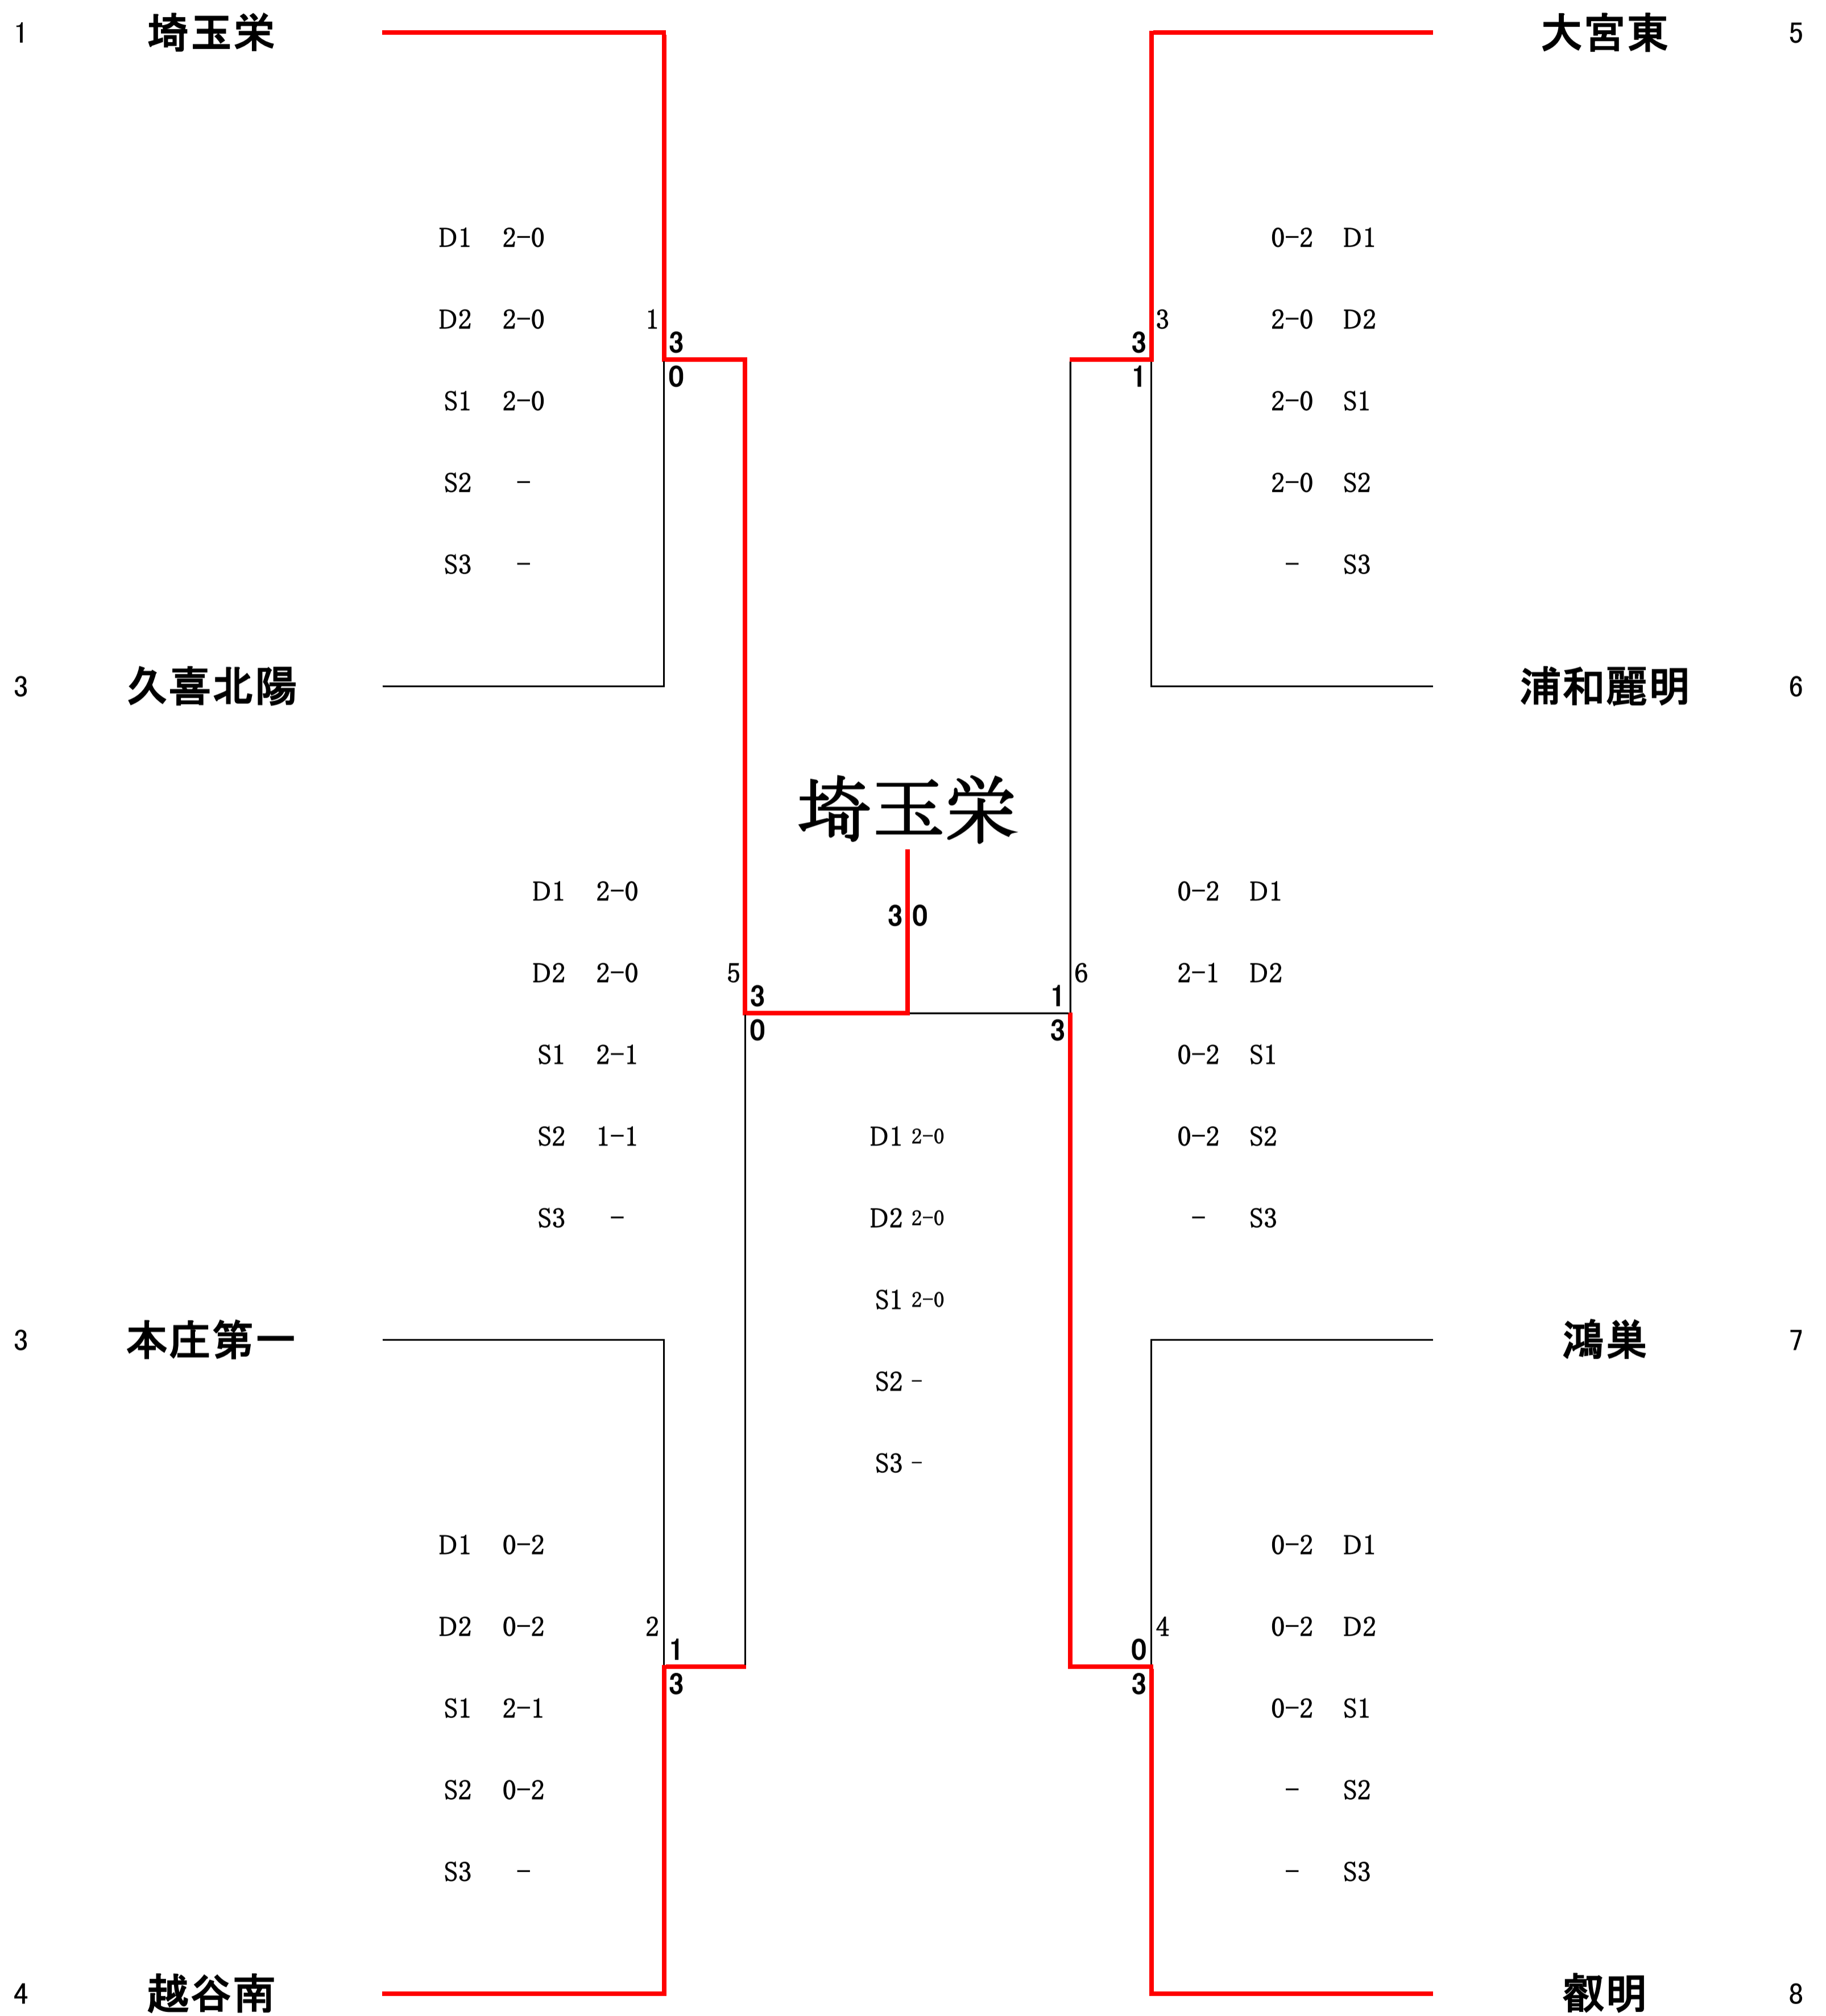 1 埼玉栄 大宮東 5
D1 2-0 0-2 D1
D2 2-0 1 3 2-0 D2
3 3
0 1
S1 2-0 2-0 S1
S2 - 2-0 S2
S3 - - S3
3 久喜北陽 浦和麗明 6
埼玉栄
D1 2-0 3 0 0-2 D1
D2 2-0 5 6 2-1 D2
3 1
0 3
S1 2-1 0-2 S1
S2 1-1 D1 2-0 0-2 S2
S3 - D2 2-0 - S3
S1 2-0
3 本庄第一 鴻巣 7
S2 -
S3 -
D1 0-2 0-2 D1
D2 0-2 2 4 0-2 D2
1 0
3 3
S1 2-1 0-2 S1
S2 0-2 - S2
S3 - - S3
4 越谷南 叡明 8